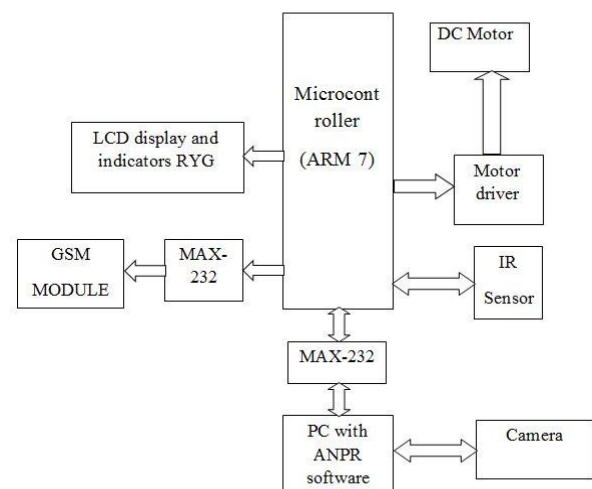 DC Motor
Microcont
roller
(ARM 7)
LCD display and
indicators RYG
Motor
driver
GSM
MODULE
MAX-
232
IR
Sensor
MAX-232
PC with
ANPR
software
Camera